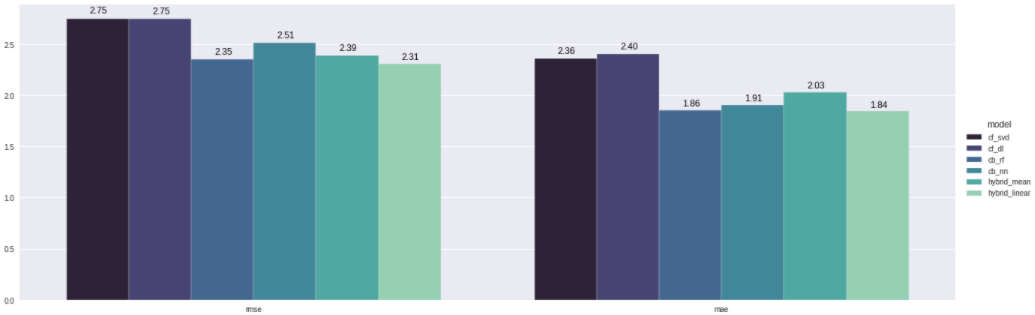 2.75 2.75 2.35 2.51 2.39 2.31 2.36 2.40 1.86 1.91 2.03 1.84
2.5
2.0
1.5
1.0
0.5
0.0
rmse mae
model
cf_svd
cf_dl
cb_rf
cb_nn
hybrid_mean
hybrid_linear